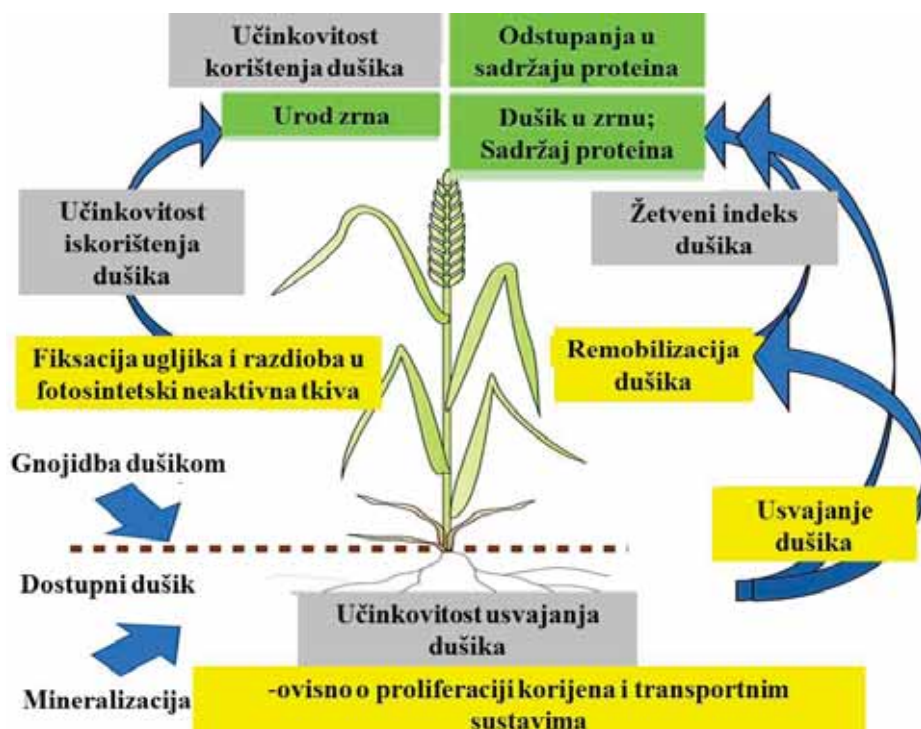 Učinkovitost
korištenja dušika
Odstupanja u
sadržaju proteina
Urod zrna
Dušik u zrnu;
Sadržaj proteina
Učinkovitost
iskorištenja
dušika
Žetveni indeks
dušika
Fiksacija ugljika i razdioba u
fotosintetski neaktivna tkiva
Remobilizacija
dušika
Gnojidba dušikom
Usvajanje
dušika
Dostupni dušik
Učinkovitost usvajanja
dušika
Mineralizacija
-ovisno o proliferaciji korijena i transportnim
sustavima